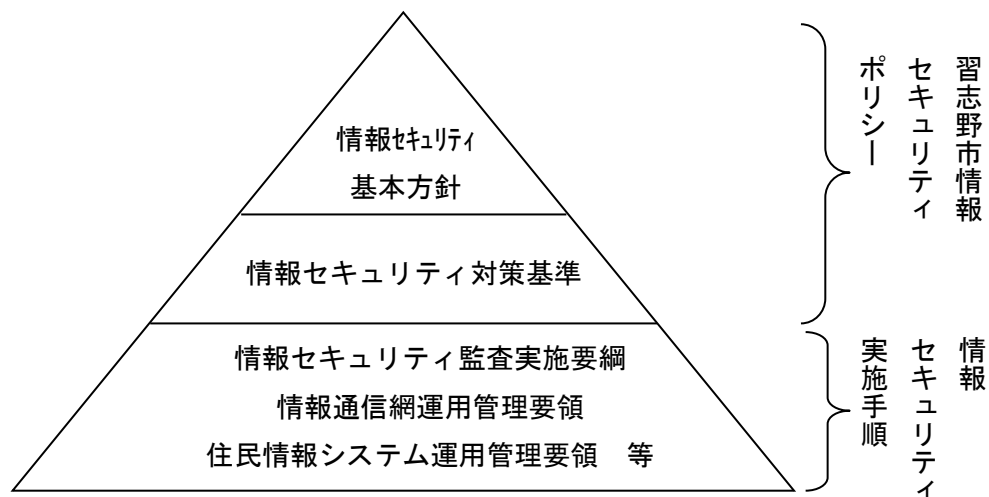 情報ｾｷｭﾘﾃｨ
基本方針
情報セキュリティ対策基準
情報セキュリティ監査実施要綱
情報通信網運用管理要領
住民情報システム運用管理要領　等
習志野市情報
セキュリティ
ポリシー
情報
セキュリティ
実施手順